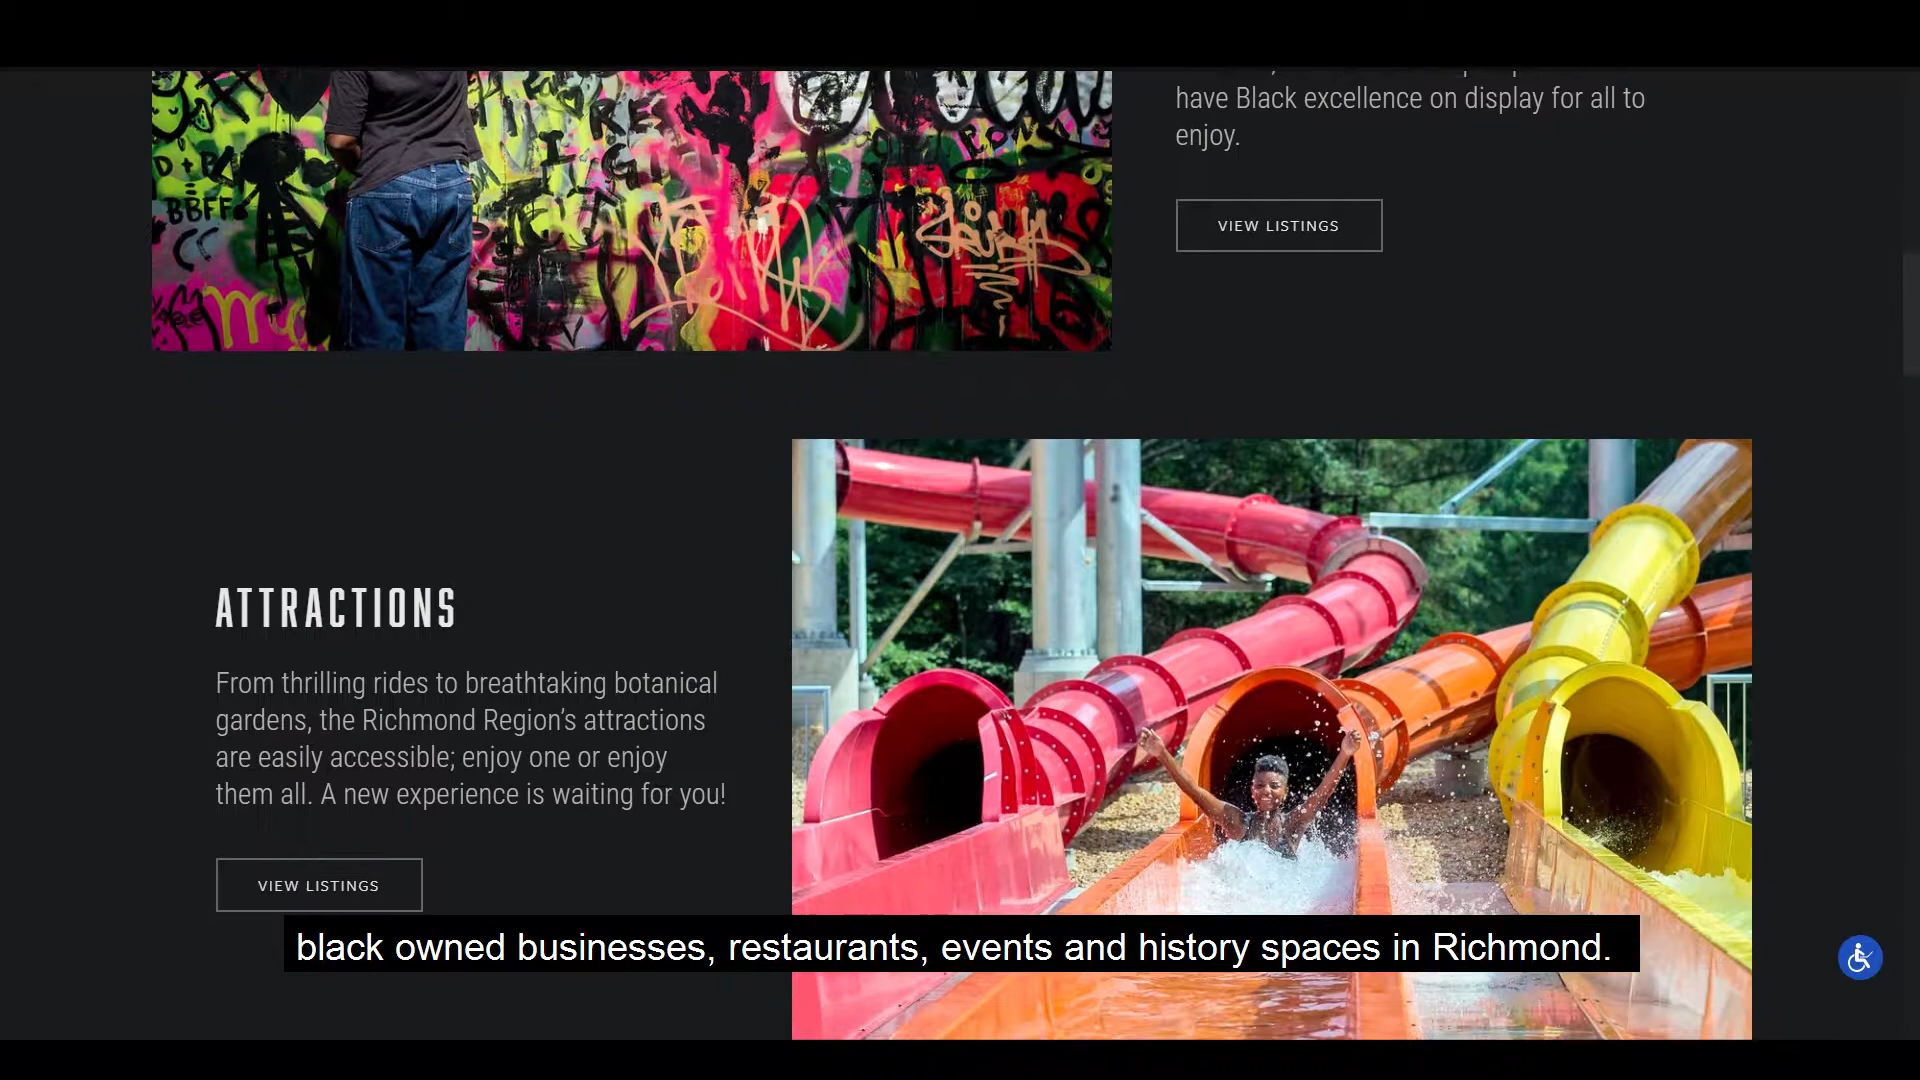 have Black excellence on display for all to
enjoy.
VIEW LISTINGS
D + B
BBFF
ATTRACTIONS
From thrilling rides to breathtaking botanical
gardens, the Richmond Region's attractions
are easily accessible; enjoy one or enjoy
them all. A new experience is waiting for you!
VIEW LISTINGS
black owned businesses, restaurants, events and history spaces in Richmond.